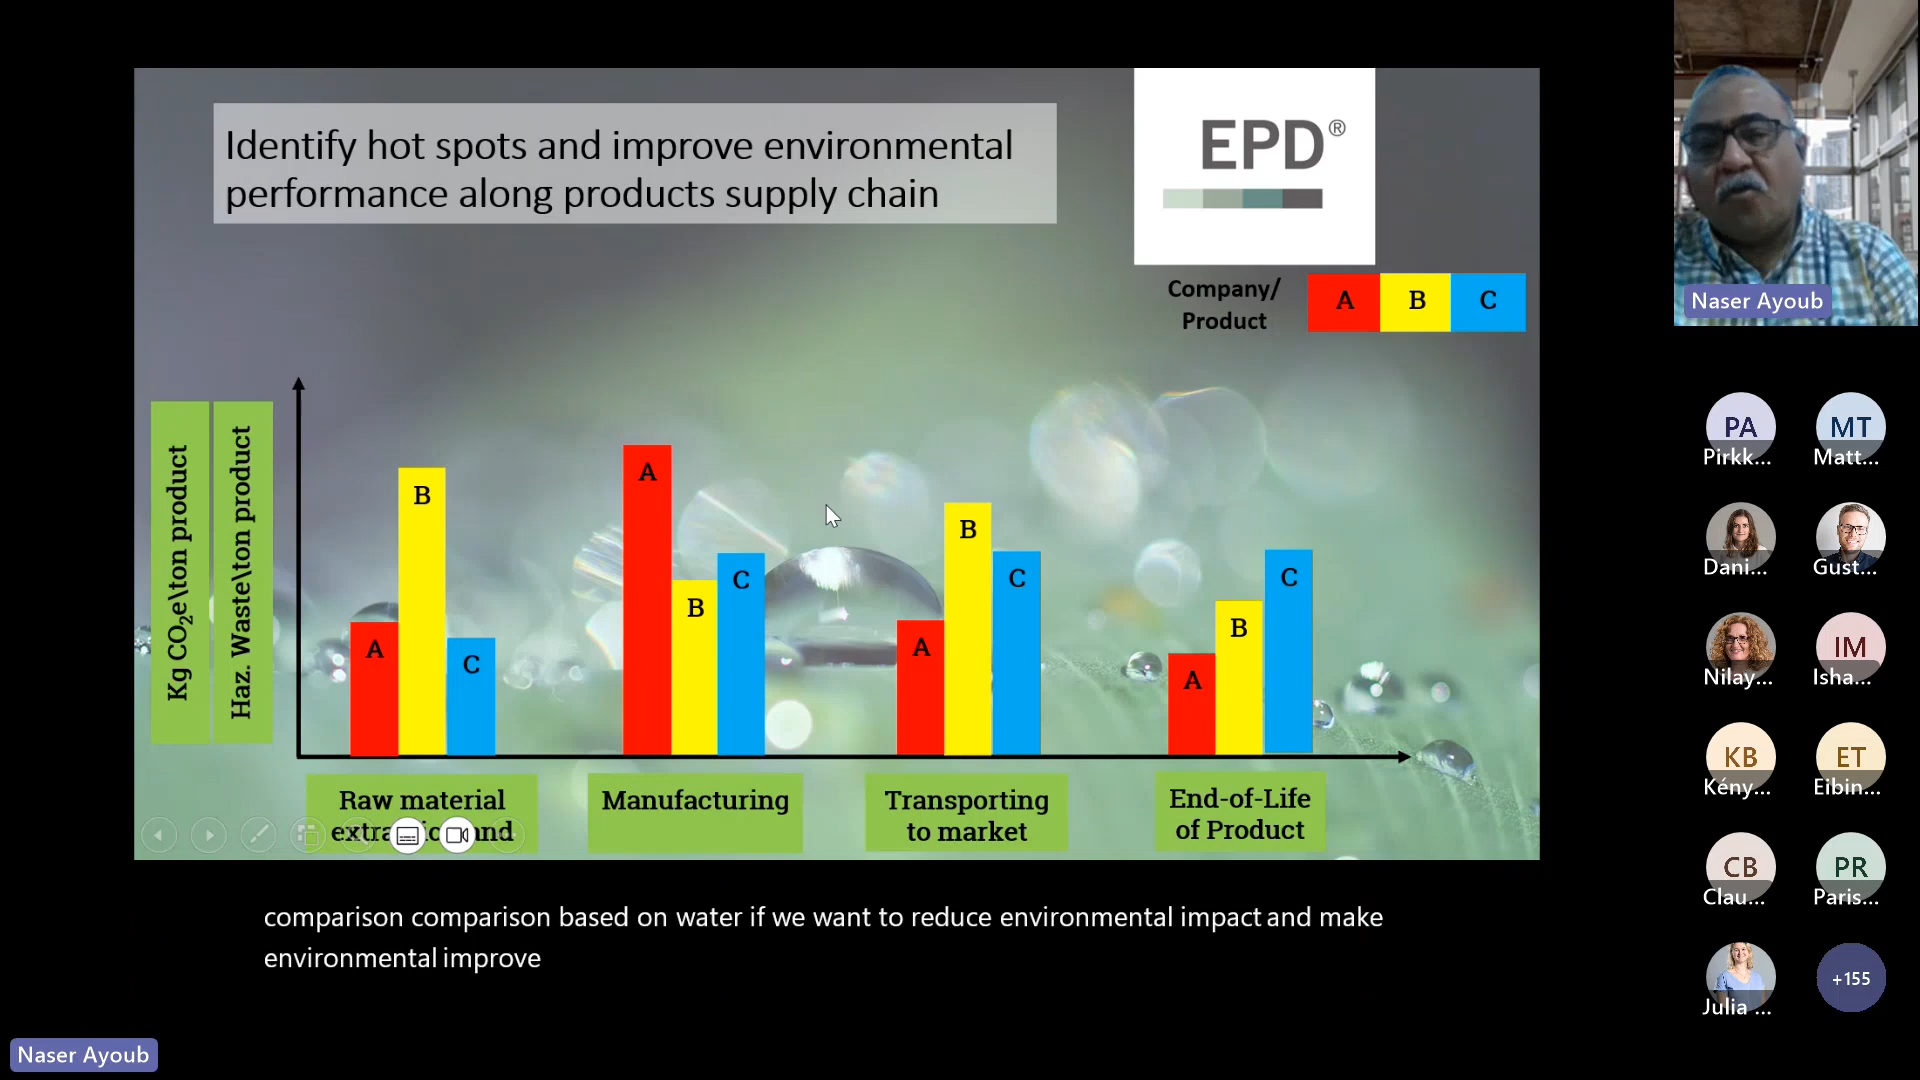 Identify hot spots and improve environmental
performance along products supply chain
EPD®
Company/
Product
A B C
Kg CO₂e\ton product
Haz. Waste\ton product
A
B
C
A
B
C
A
B
C
A
B
C
Raw material
and
Manufacturing
Transporting
to market
End-of-Life
of Product
comparison comparison based on water if we want to reduce environmental impact and make
environmental improve
Naser Ayoub
Naser Ayoub
PA MT
Pirkk... Matt...
Dani... Gust...
IM
Nilay... Isha...
KB ET
Kény... Eibin...
CB PR
Clau... Paris...
+155
Julia ...